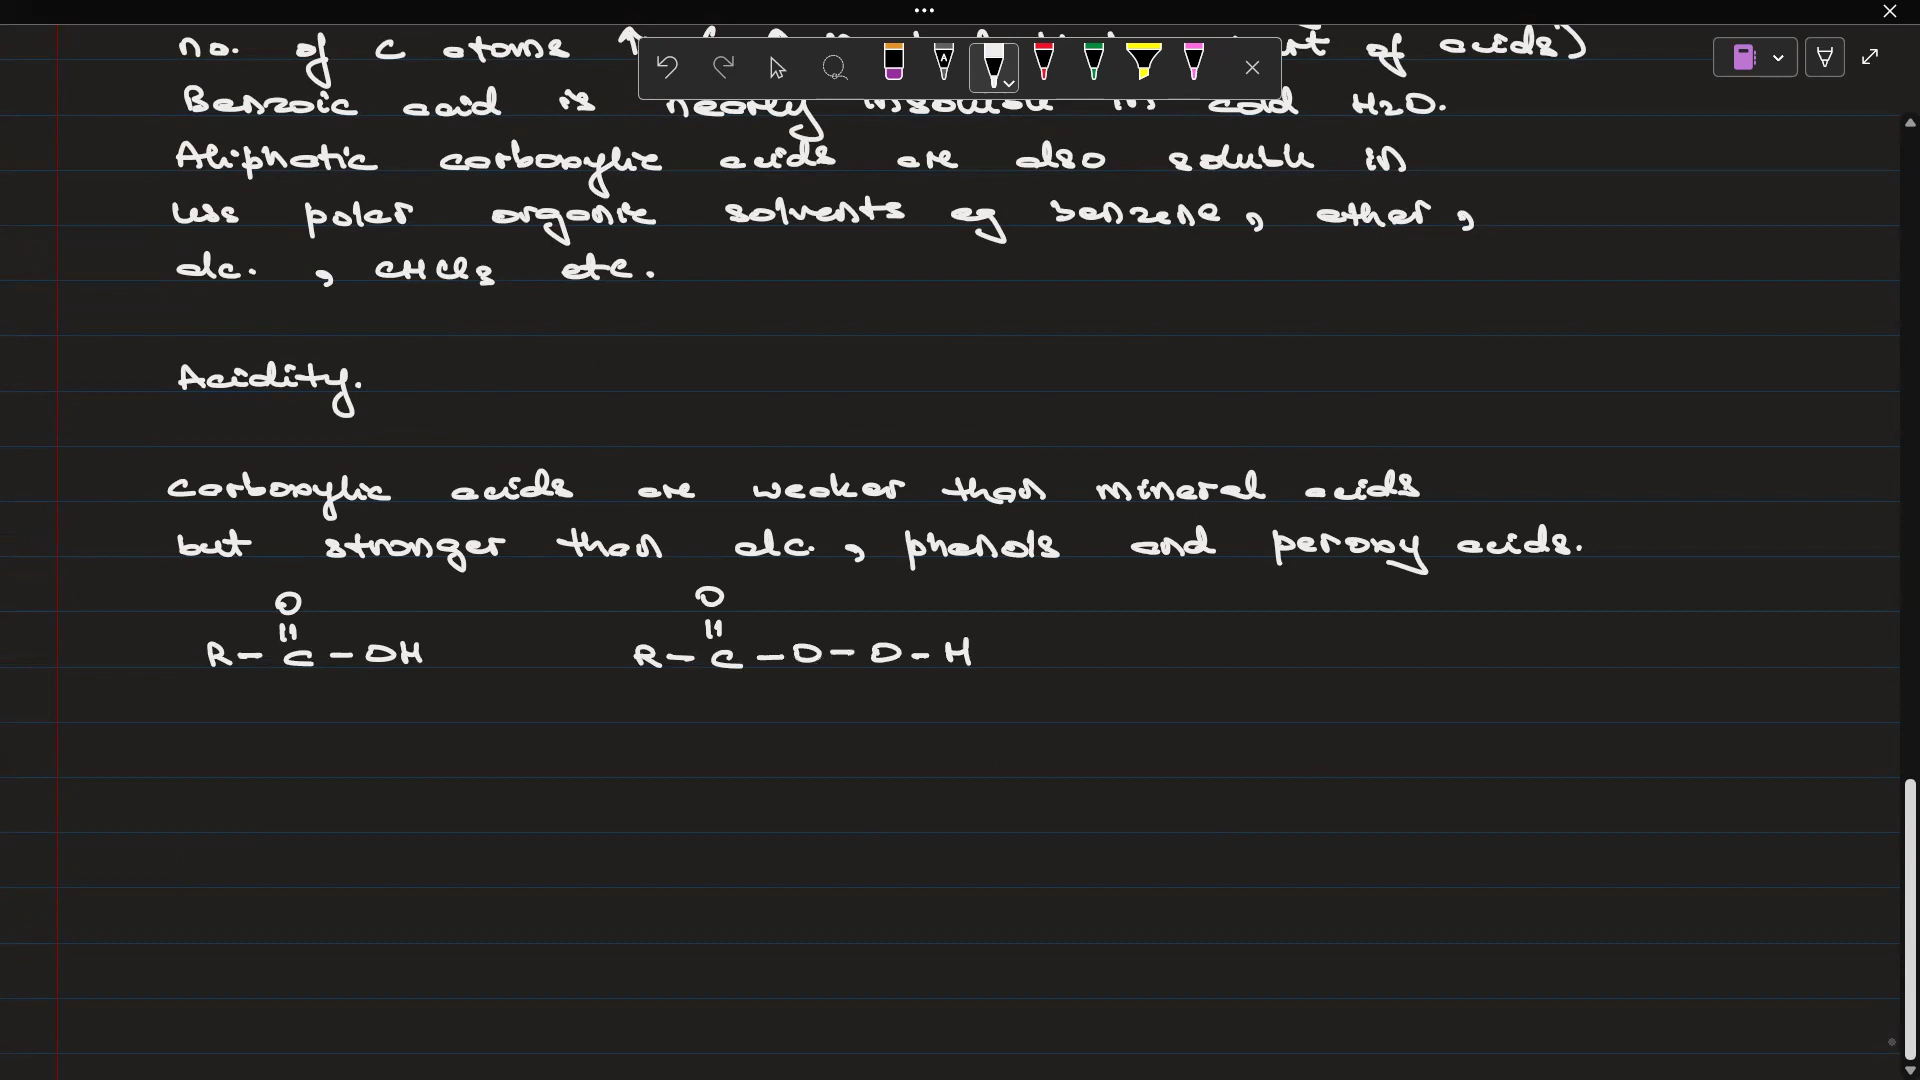 no. of C atoms ↑ of acids)
Benzoic acid is nearly insoluble in cold H2O.
Aliphatic carboxylic acids are also soluble in
less polar organic solvents eg benzene, ether,
alc. , CHCl3 etc.
Acidity.
Carboxylic acids are weaker than mineral acids
but stronger than alc. , phenols and peroxy acids.
O O
|| ||
R - C - OH R - C - O - O - H